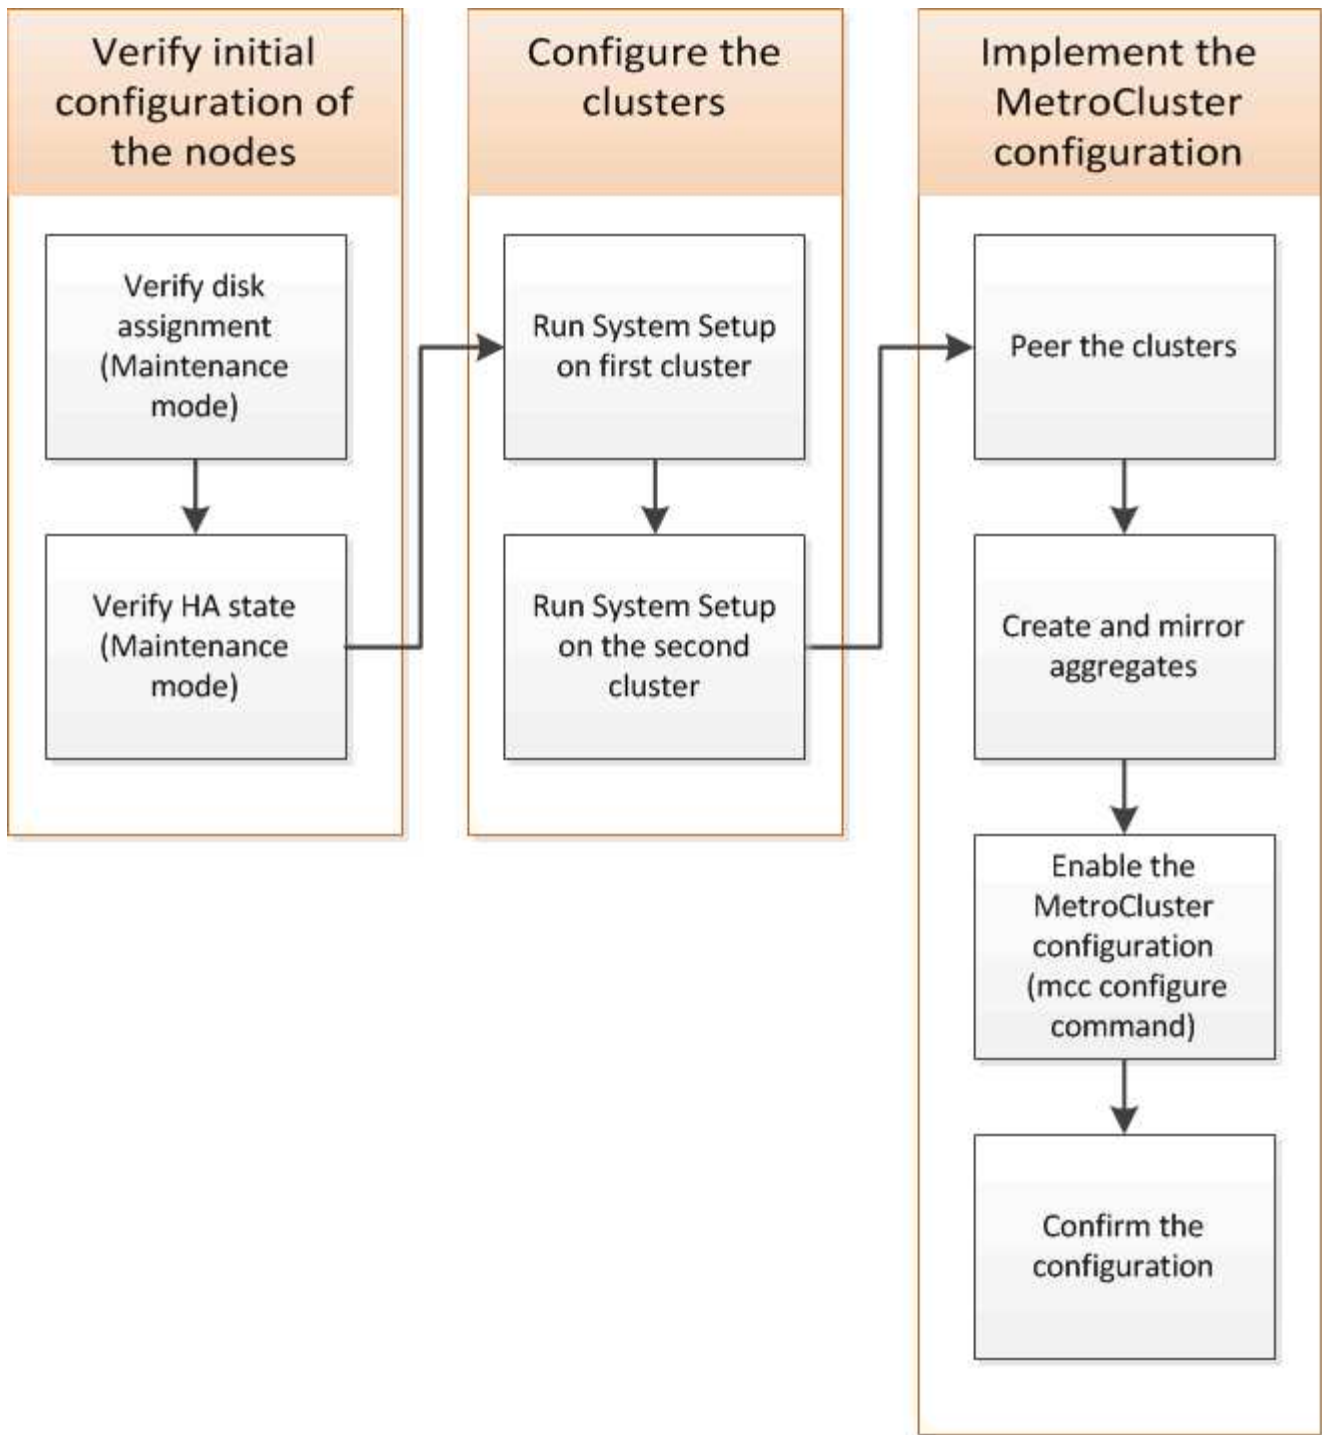 Verify initial
configuration of
the nodes
Verify disk
assignment
(Maintenance
mode)
Verify HA state
(Maintenance
mode)
Configure the
clusters
Run System Setup
on first cluster
Run System Setup
on the second
cluster
Implement the
MetroCluster
configuration
Peer the clusters
Create and mirror
aggregates
Enable the
MetroCluster
configuration
(mcc configure
command)
Confirm the
configuration